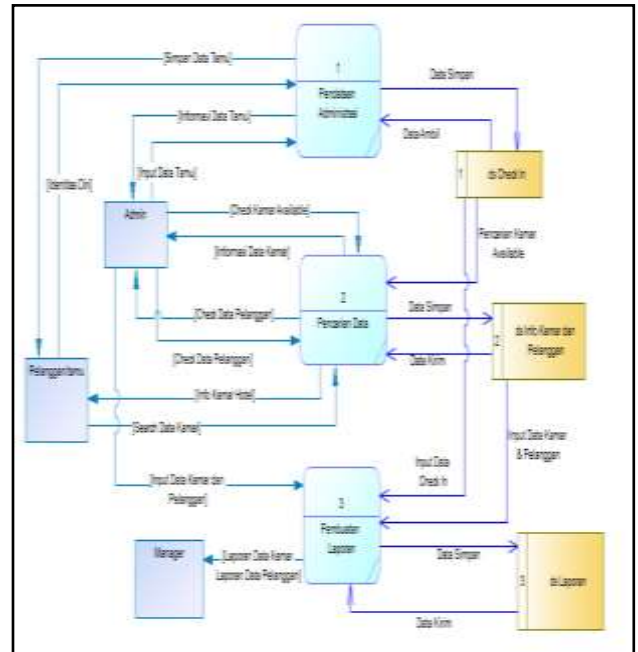 [Simpan Data Tamu]
1
Pendataan
Administrasi
Data Simpan
[Informasi Data Tamu]
Data Ambil
[Identitas Diri]
[Input Data Tamu]
1
ds Check In
Admin
[Check Kamar Available]
Pencarian Kamar
Available
[Informasi Data Kamar]
2
Pencarian Data
Data Simpan
[Check Data Pelanggan]
2
ds Info Kamar dan
Pelanggan
[Check Data Pelanggan]
Data Kirim
Pelanggan/tamu
[Info Kamar Hotel]
[Search Data Kamar]
Input Data Kamar
& Pelanggan
Input Data
Check In
[Input Data Kamar dan
Pelanggan]
3
Pembuatan
Laporan
Manager
[Laporan Data Kamar
Laporan Data Pelanggan]
Data Simpan
3
ds Laporan
Data Kirim